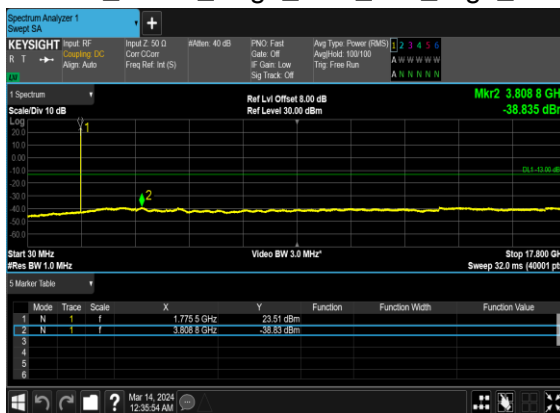 Spectrum Analyzer 1
Swept SA
KEYSIGHT
R T
Input: RF
Coupling: DC
Align: Auto
Input Z: 50 Ω
Corr CCorr
Freq Ref: Int (S)
#Atten: 40 dB
PNO: Fast
Gate: Off
IF Gain: Low
Sig Track: Off
Avg Type: Power (RMS)
Avg|Hold: 100/100
Trig: Free Run
1 2 3 4 5 6
A W W W W W
A N N N N N
LU
1 Spectrum
Scale/Div 10 dB
Ref Lvl Offset 8.00 dB
Ref Level 30.00 dBm
Mkr2 3.808 8 GH
-38.835 dBr
Log
20.0
10.0
0.00
-10.0
-20.0
-30.0
-40.0
-50.0
-60.0
1
2
DL1 -13.00 dB
Start 30 MHz
#Res BW 1.0 MHz
Video BW 3.0 MHz*
Stop 17.800 GH
Sweep 32.0 ms (40001 pt
5 Marker Table
Mode Trace Scale X Y Function Function Width Function Value
1 N 1 f 1.775 5 GHz 23.51 dBm
2 N 1 f 3.808 8 GHz -38.83 dBm
3
4
5
6
?
Mar 14, 2024
12:35:54 AM